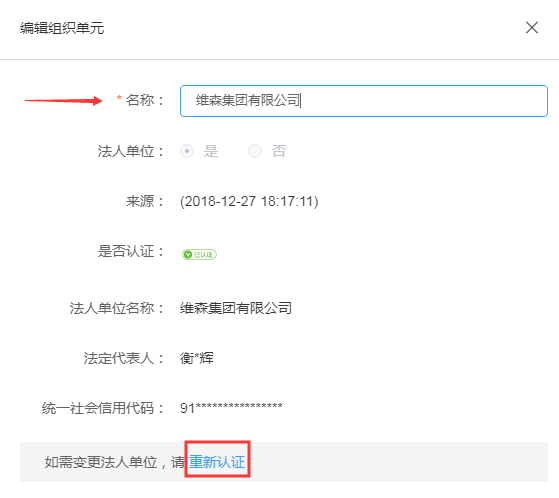 编辑组织单元
* 名称： 维森集团有限公司
法人单位： 是 否
来源： (2018-12-27 18:17:11)
是否认证： 已认证
法人单位名称： 维森集团有限公司
法定代表人： 衡*辉
统一社会信用代码： 91****************
如需变更法人单位，请 重新认证